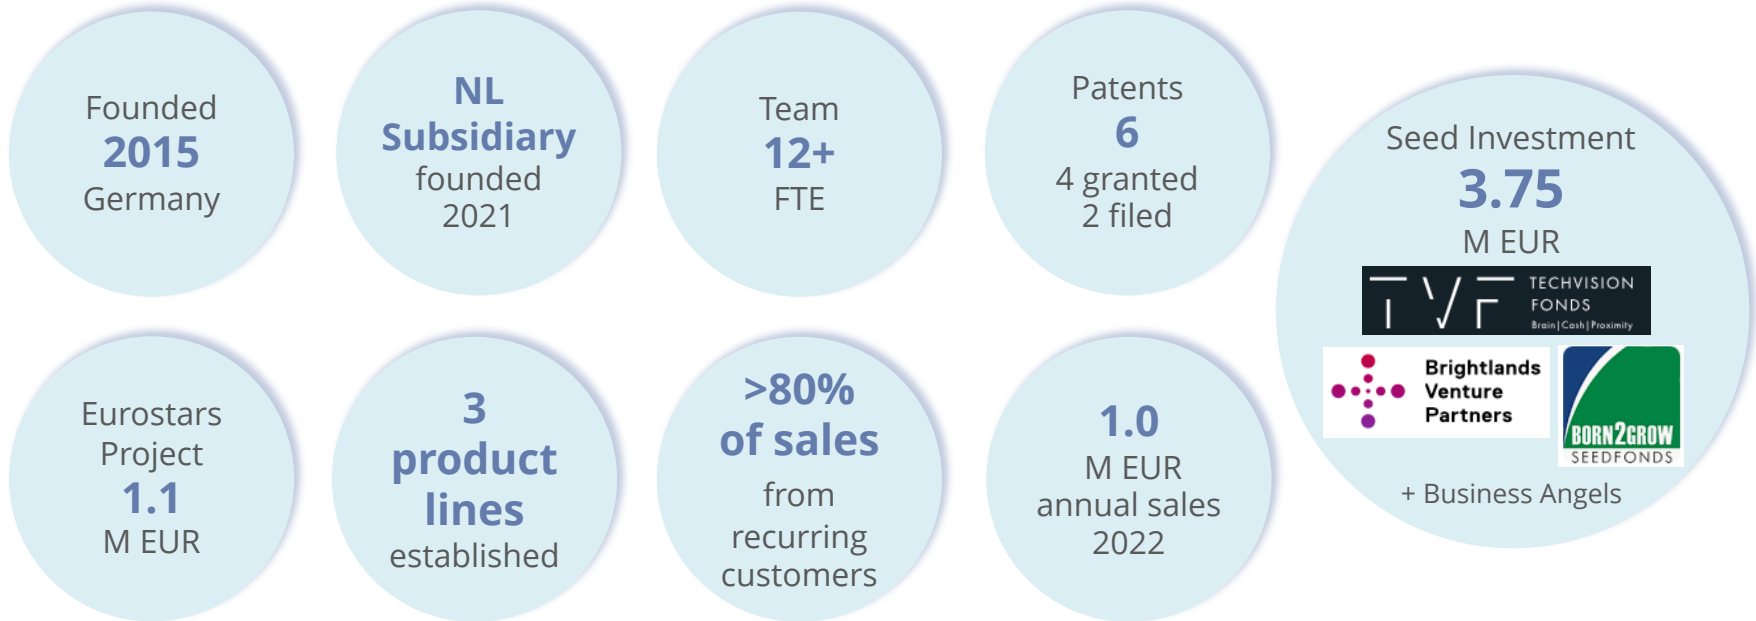 Founded
2015
Germany
NL
Subsidiary
founded
2021
Team
12+
FTE
Patents
6
4 granted
2 filed
Seed Investment
3.75
M EUR
TVF
TECHVISION
FONDS
Brain|Cash|Proximity
Brightlands
Venture
Partners
BORN2GROW
SEEDFONDS
+ Business Angels
Eurostars
Project
1.1
M EUR
3
product
lines
established
>80%
of sales
from
recurring
customers
1.0
M EUR
annual sales
2022